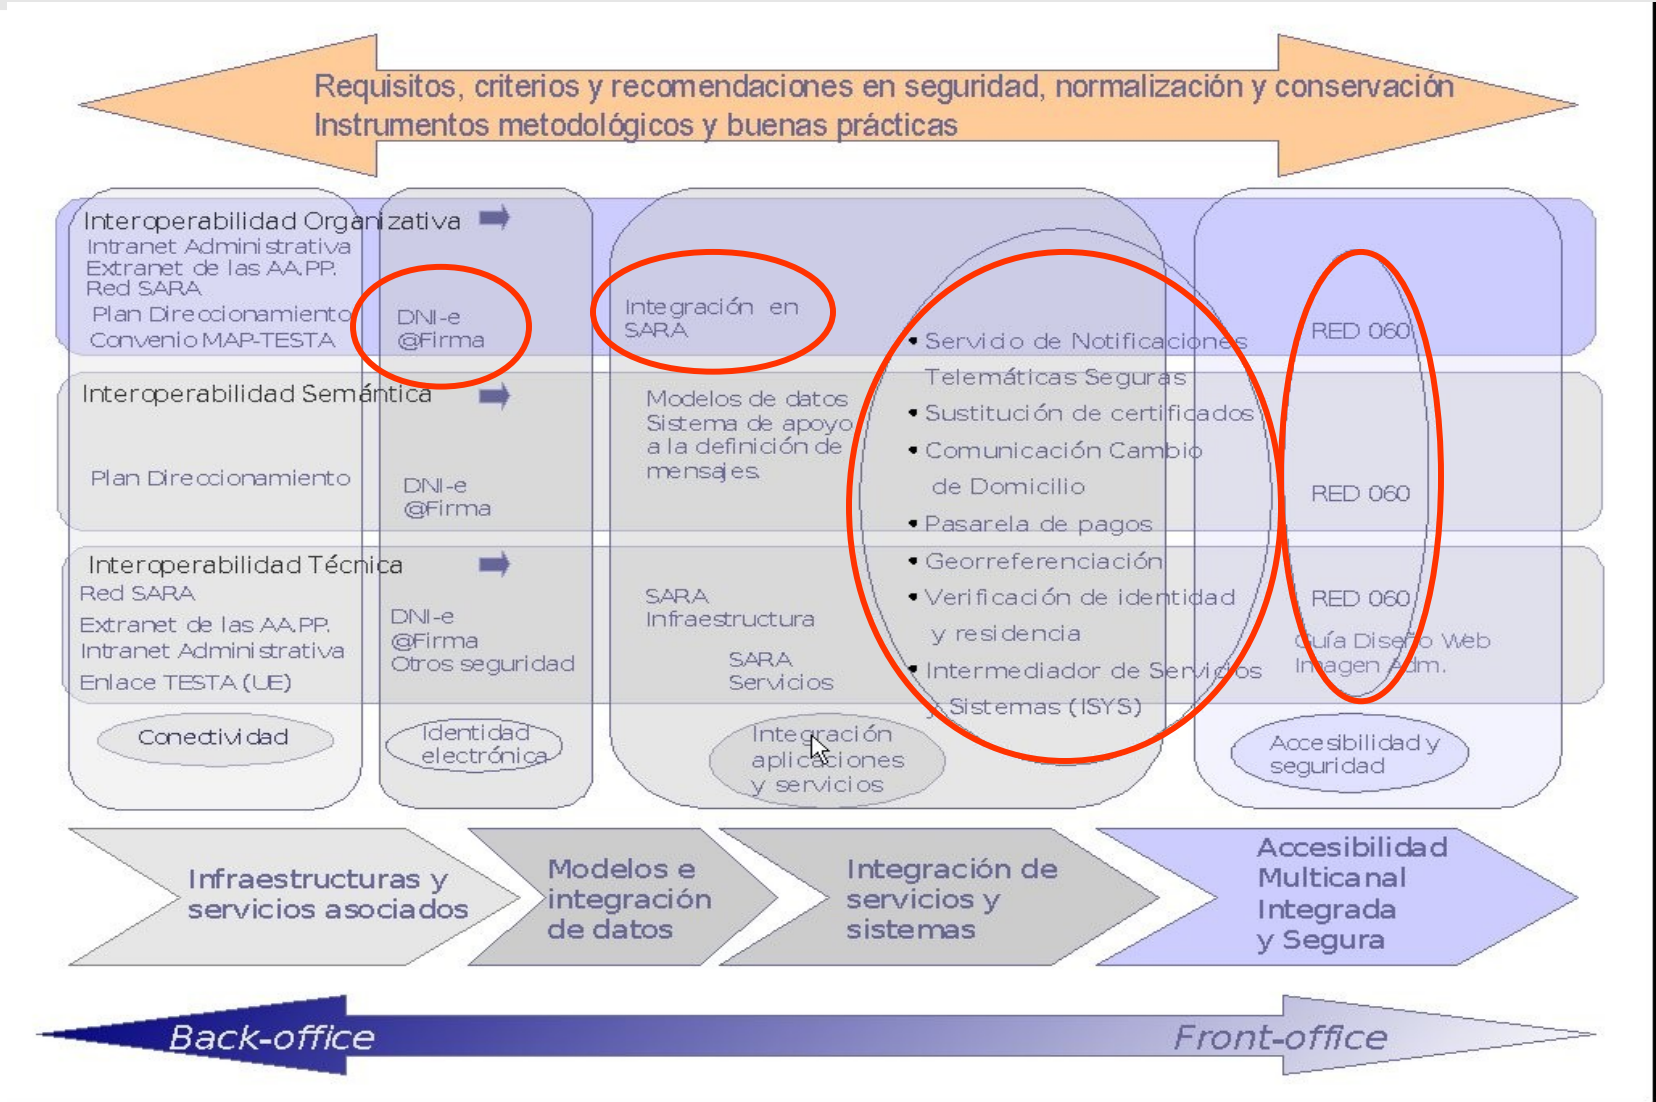 Requisitos, criterios y recomendaciones en seguridad, normalización y conservación
Instrumentos metodológicos y buenas prácticas
Interoperabilidad Organizativa
Intranet Administrativa
Extranet de las AA.PP.
Red SARA
Plan Direccionamiento
Convenio MAP-TESTA
DNI-e
@Firma
Integración en
SARA
RED 060
Interoperabilidad Semántica
Plan Direccionamiento
DNI-e
@Firma
Modelos de datos
Sistema de apoyo
a la definición de
mensajes.
RED 060
• Servicio de Notificaciones
Telemáticas Seguras
• Sustitución de certificados
• Comunicación Cambio
de Domicilio
• Pasarela de pagos
• Georreferenciación
• Verificación de identidad
y residencia
• Intermediador de Servicios
y Sistemas (ISYS)
Interoperabilidad Técnica
Red SARA
Extranet de las AA.PP.
Intranet Administrativa
Enlace TESTA (UE)
DNI-e
@Firma
Otros seguridad
SARA
Infraestructura
SARA
Servicios
RED 060
Guía Diseño Web
Imagen Adm.
Conectividad
Identidad
electrónica
Integración
aplicaciones
y servicios
Accesibilidad y
seguridad
Infraestructuras y
servicios asociados
Modelos e
integración
de datos
Integración de
servicios y
sistemas
Accesibilidad
Multicanal
Integrada
y Segura
Back-office
Front-office